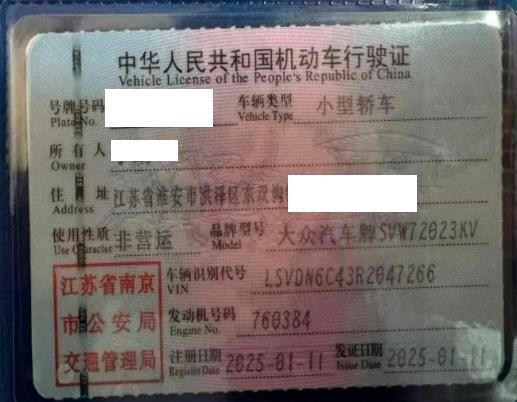 中华人民共和国机动车行驶证
Vehicle License of the People's Republic of China
号牌号码 车辆类型 小型轿车
Plate No. Vehicle Type
所有人
Owner
住址 江苏省淮安市洪泽区东双沟
Address
使用性质 非营运 品牌型号 大众汽车牌SVW72023KV
Use Character Model
江苏省南京
市公安局
交通管理局
车辆识别代号 LSVDN6C43R2047266
VIN
发动机号码 760384
Engine No.
注册日期 2025-01-11 发证日期 2025-01-11
Register Date Issue Date